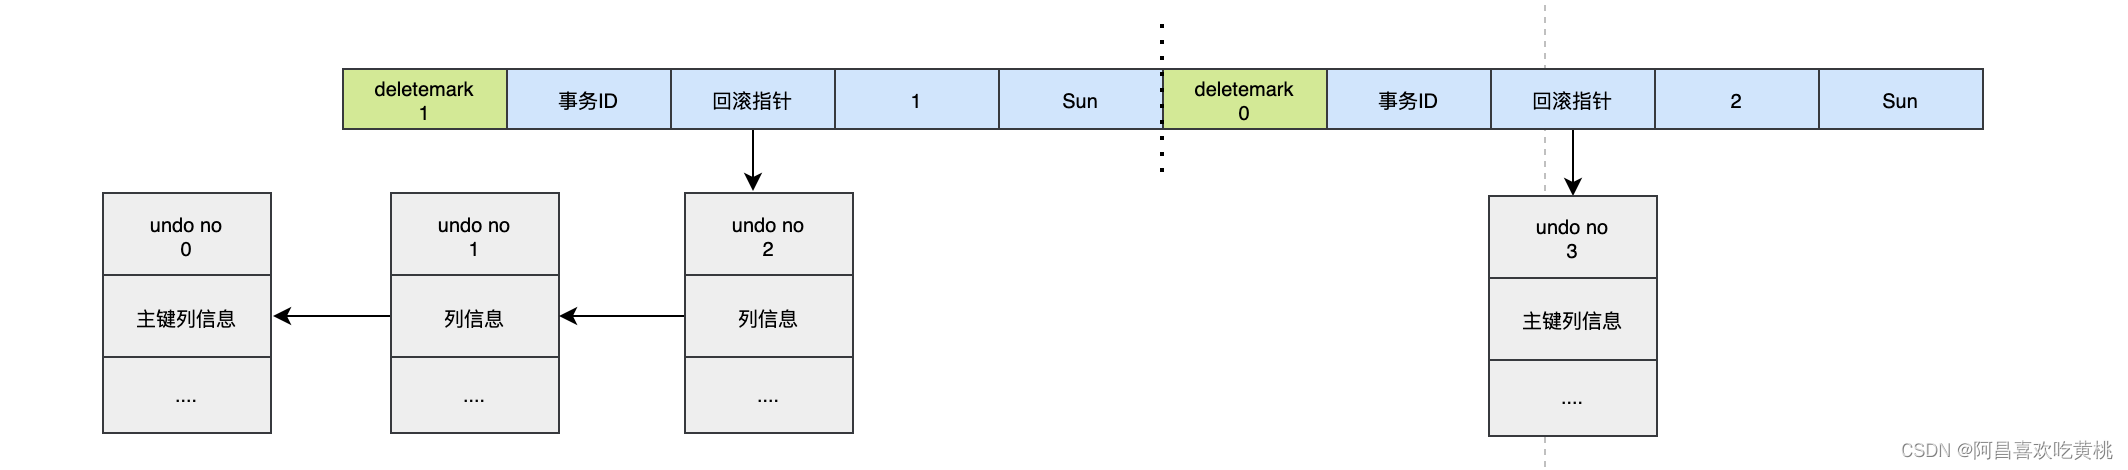 deletemark
1
事务ID
回滚指针
1
Sun
deletemark
0
事务ID
回滚指针
2
Sun
undo no
0
主键列信息
....
undo no
1
列信息
....
undo no
2
列信息
....
undo no
3
主键列信息
....
CSDN @阿昌喜欢吃黄桃